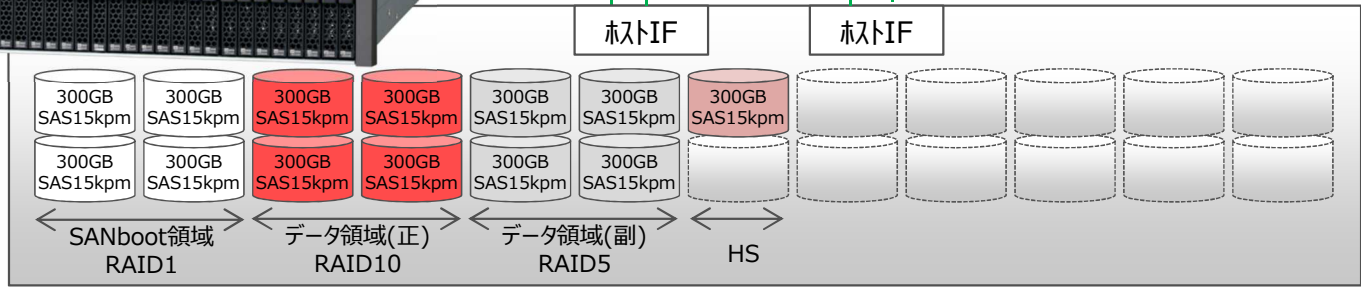 ﾎｽﾄIF ﾎｽﾄIF
300GB 300GB 300GB 300GB 300GB 300GB 300GB
SAS15kpm SAS15kpm SAS15kpm SAS15kpm SAS15kpm SAS15kpm SAS15kpm
300GB 300GB 300GB 300GB 300GB 300GB
SAS15kpm SAS15kpm SAS15kpm SAS15kpm SAS15kpm SAS15kpm
SANboot領域 データ領域(正) データ領域(副) HS
RAID1 RAID10 RAID5